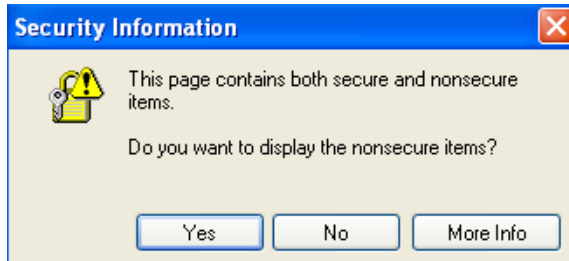 Security Information
This page contains both secure and nonsecure
items.
Do you want to display the nonsecure items?
Yes
No
More Info